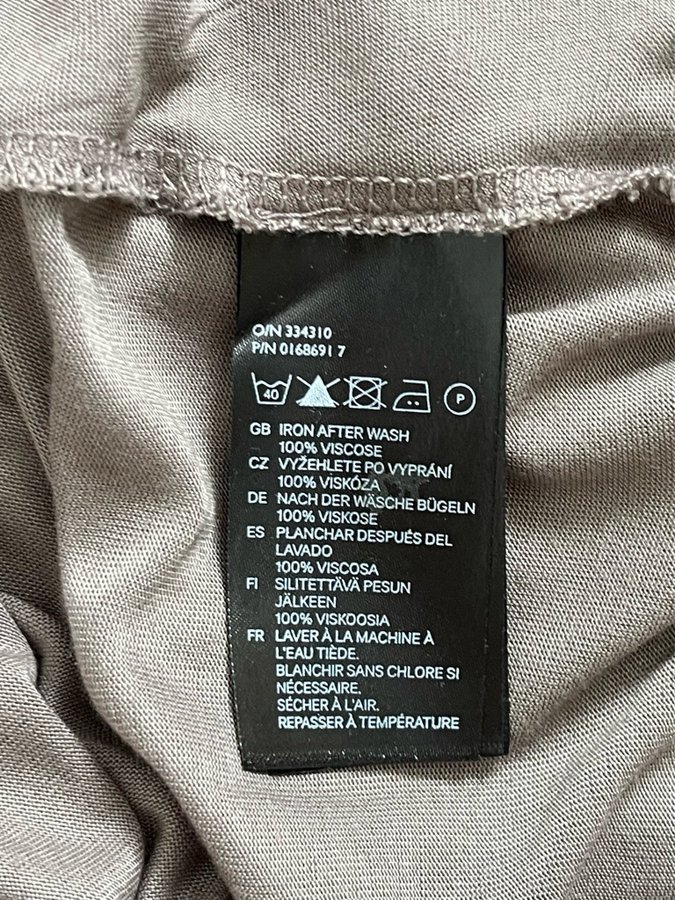 O/N 334310
P/N 0168691 7
40 P
GB IRON AFTER WASH
100% VISCOSE
CZ VYŽEHLETE PO VYPRÁNÍ
100% VISKÓZA
DE NACH DER WÄSCHE BÜGELN
100% VISKOSE
ES PLANCHAR DESPUÉS DEL
LAVADO
100% VISCOSA
FI SILITETTÄVÄ PESUN
JÄLKEEN
100% VISKOOSIA
FR LAVER À LA MACHINE À
L'EAU TIÈDE.
BLANCHIR SANS CHLORE SI
NÉCESSAIRE.
SÉCHER À L'AIR.
REPASSER À TEMPÉRATURE